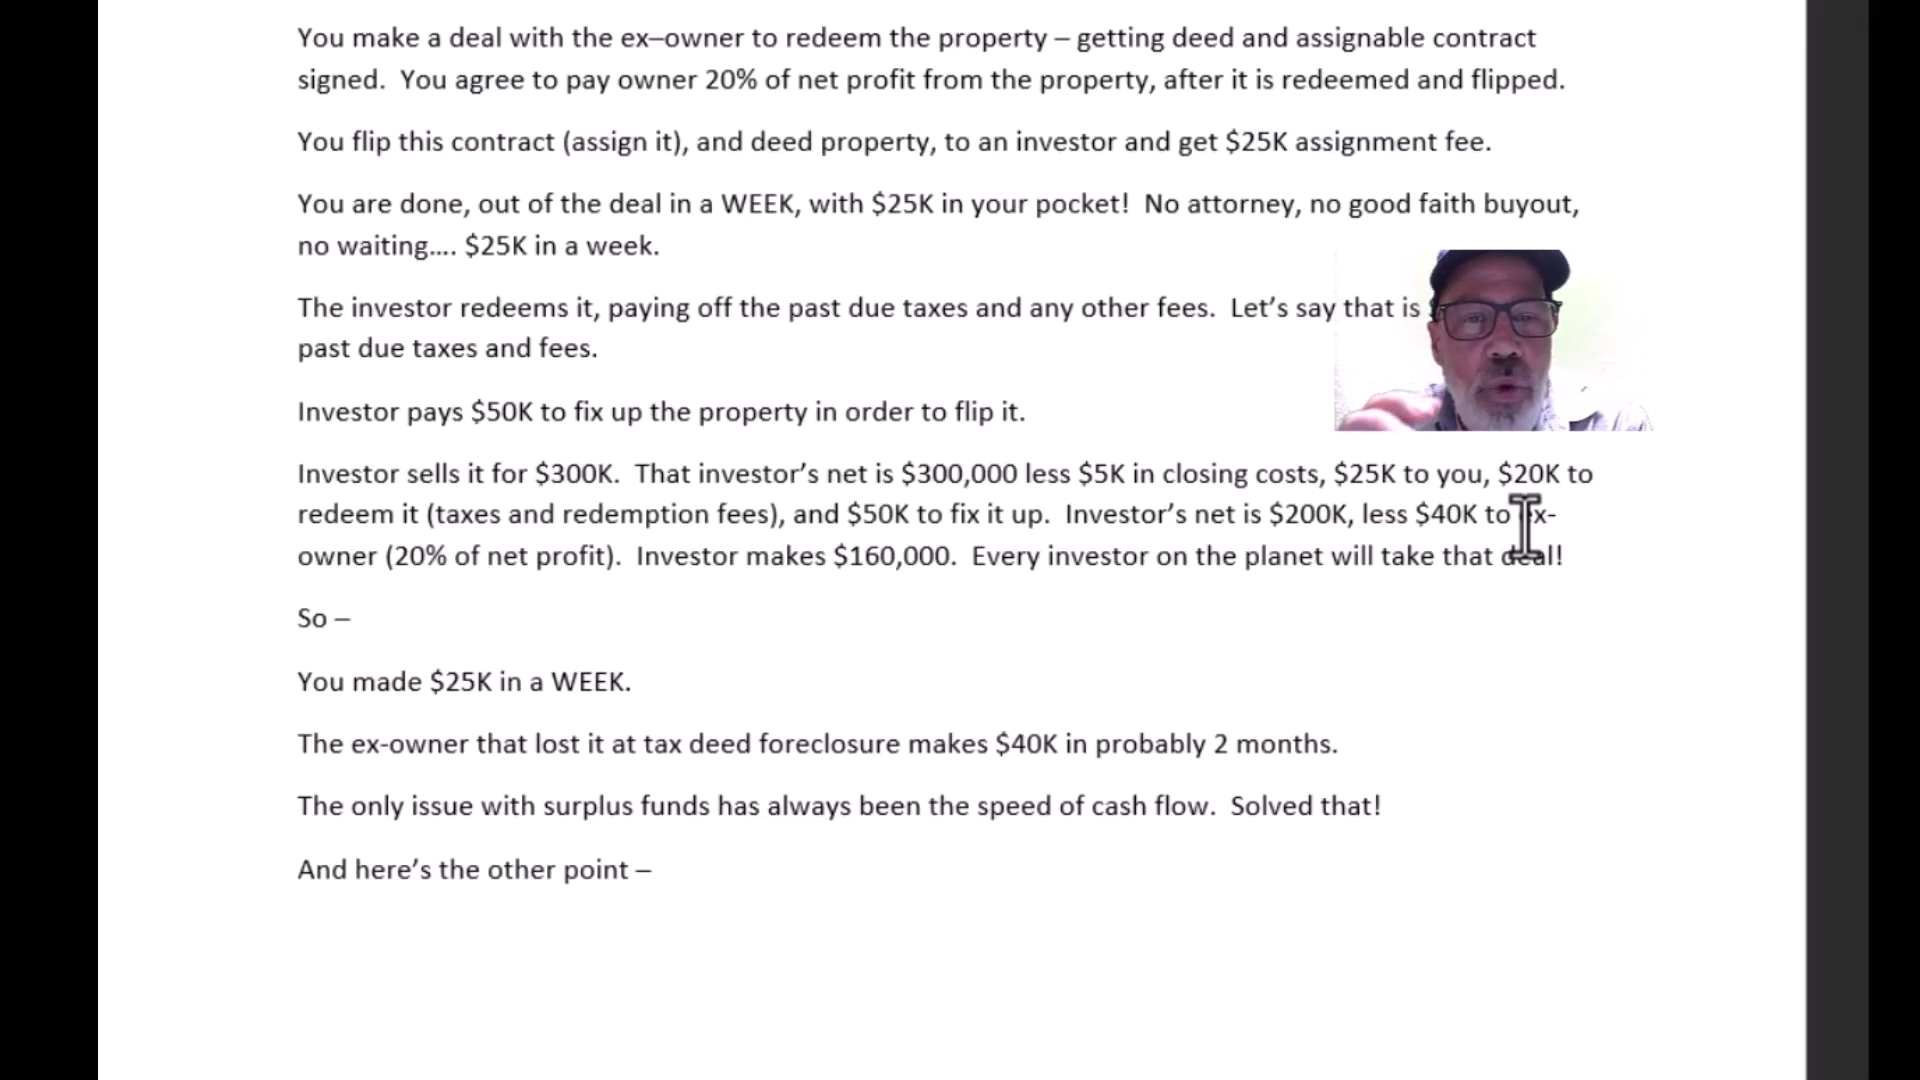 You make a deal with the ex–owner to redeem the property – getting deed and assignable contract
signed.  You agree to pay owner 20% of net profit from the property, after it is redeemed and flipped.
You flip this contract (assign it), and deed property, to an investor and get $25K assignment fee.
You are done, out of the deal in a WEEK, with $25K in your pocket!  No attorney, no good faith buyout,
no waiting…. $25K in a week.
The investor redeems it, paying off the past due taxes and any other fees.  Let’s say that is
past due taxes and fees.
Investor pays $50K to fix up the property in order to flip it.
Investor sells it for $300K.  That investor’s net is $300,000 less $5K in closing costs, $25K to you, $20K to
redeem it (taxes and redemption fees), and $50K to fix it up.  Investor’s net is $200K, less $40K to ex-
owner (20% of net profit).  Investor makes $160,000.  Every investor on the planet will take that deal!
So –
You made $25K in a WEEK.
The ex-owner that lost it at tax deed foreclosure makes $40K in probably 2 months.
The only issue with surplus funds has always been the speed of cash flow.  Solved that!
And here’s the other point –